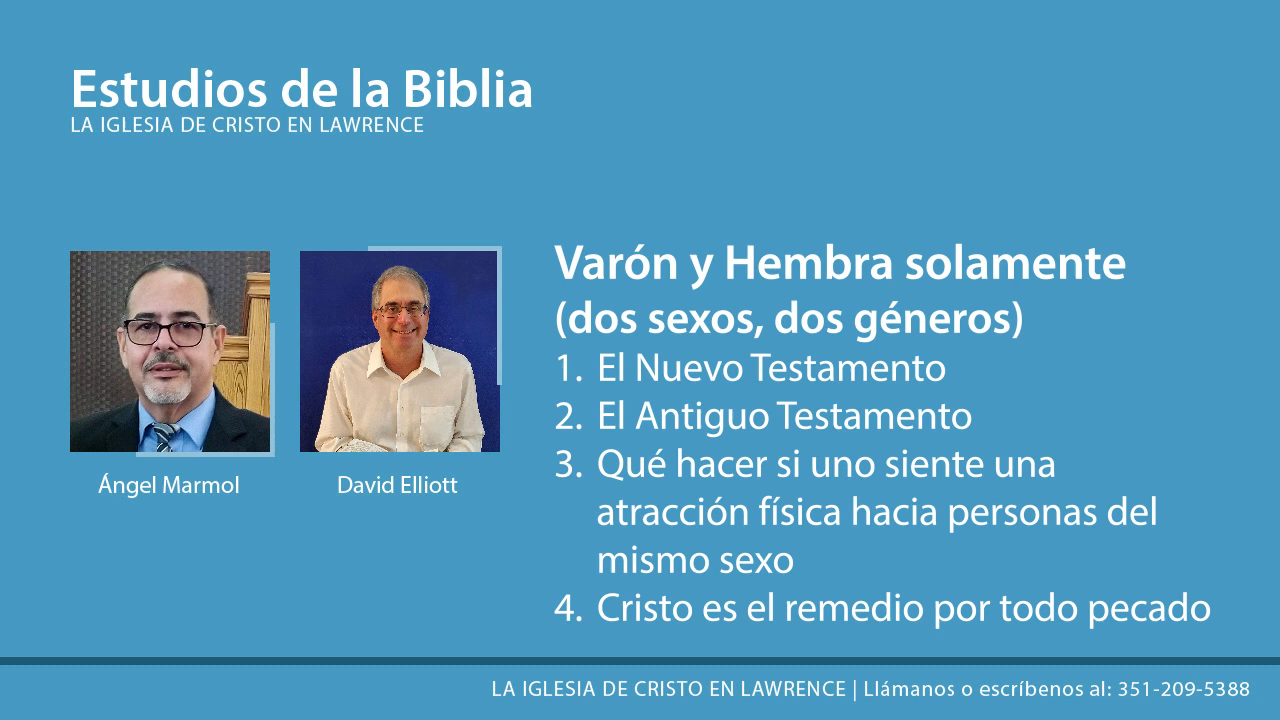 Estudios de la Biblia
LA IGLESIA DE CRISTO EN LAWRENCE
Ángel Marmol
David Elliott
Varón y Hembra solamente
(dos sexos, dos géneros)
1. El Nuevo Testamento
2. El Antiguo Testamento
3. Qué hacer si uno siente una
atracción física hacia personas del
mismo sexo
4. Cristo es el remedio por todo pecado
LA IGLESIA DE CRISTO EN LAWRENCE | Llámanos o escríbenos al: 351-209-5388